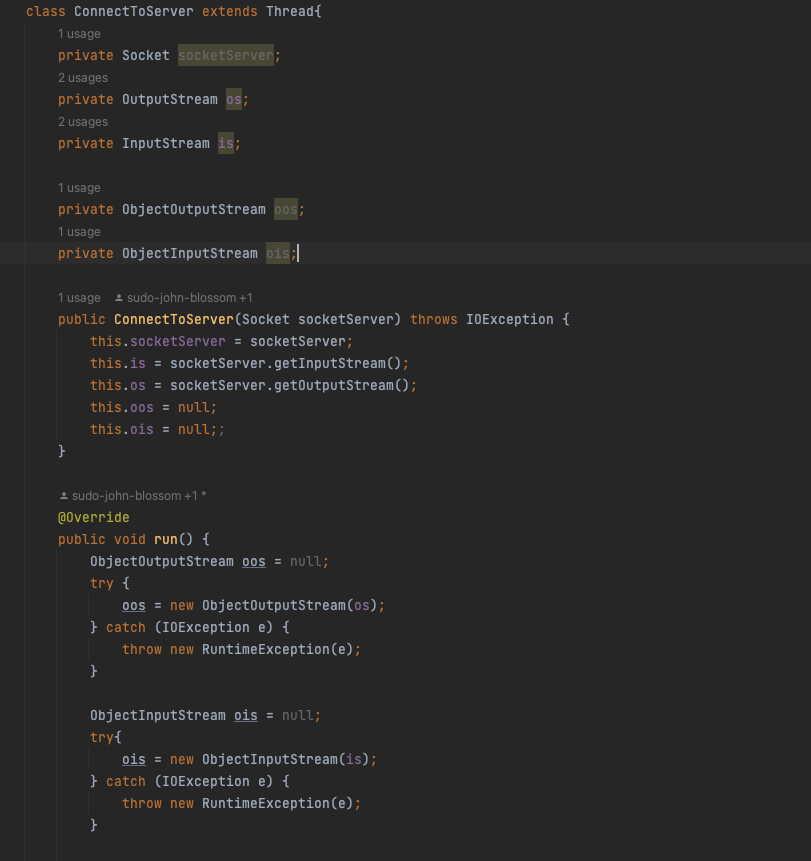 class ConnectToServer extends Thread{
1 usage
private Socket socketServer;
2 usages
private OutputStream os;
2 usages
private InputStream is;
1 usage
private ObjectOutputStream oos;
1 usage
private ObjectInputStream ois;
1 usage sudo-john-blossom +1
public ConnectToServer(Socket socketServer) throws IOException {
this.socketServer = socketServer;
this.is = socketServer.getInputStream();
this.os = socketServer.getOutputStream();
this.oos = null;
this.ois = null;;
}
sudo-john-blossom +1 *
@Override
public void run() {
ObjectOutputStream oos = null;
try {
oos = new ObjectOutputStream(os);
} catch (IOException e) {
throw new RuntimeException(e);
}
ObjectInputStream ois = null;
try{
ois = new ObjectInputStream(is);
} catch (IOException e) {
throw new RuntimeException(e);
}